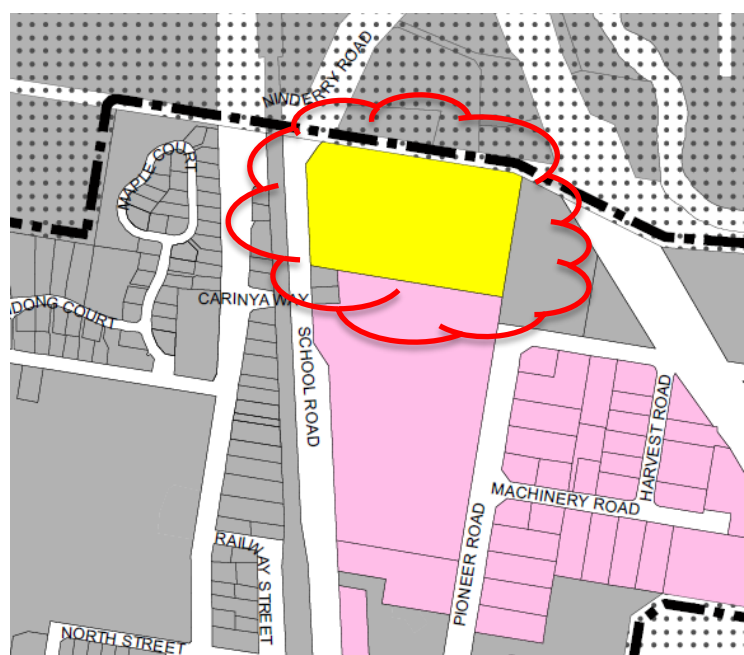 NINDERRY ROAD
MAPLE COURT
CARINYA WAY
DONG COURT
SCHOOL ROAD
HARVEST ROAD
MACHINERY ROAD
PIONEER ROAD
RAILWAY STREET
NORTH STREET